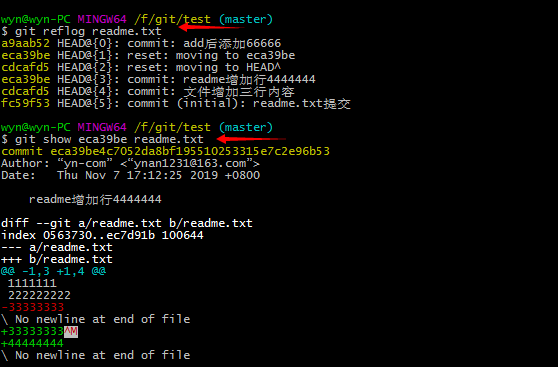 wyn@wyn-PC MINGW64 /f/git/test (master)
$ git reflog readme.txt
a9aab52 HEAD@{0}: commit: add后添加66666
eca39be HEAD@{1}: reset: moving to eca39be
cdcafd5 HEAD@{2}: reset: moving to HEAD^
eca39be HEAD@{3}: commit: readme增加行4444444
cdcafd5 HEAD@{4}: commit: 文件增加三行内容
fc59f53 HEAD@{5}: commit (initial): readme.txt提交
wyn@wyn-PC MINGW64 /f/git/test (master)
$ git show eca39be readme.txt
commit eca39be4c7052da8bf195510253315e7c2e96b53
Author: “yn-com” <“ynan1231@163.com”>
Date:   Thu Nov 7 17:12:25 2019 +0800
    readme增加行4444444
diff --git a/readme.txt b/readme.txt
index 0563730..ec7d91b 100644
--- a/readme.txt
+++ b/readme.txt
@@ -1,3 +1,4 @@
 1111111
 222222222
-33333333
\ No newline at end of file
+33333333^M
+44444444
\ No newline at end of file